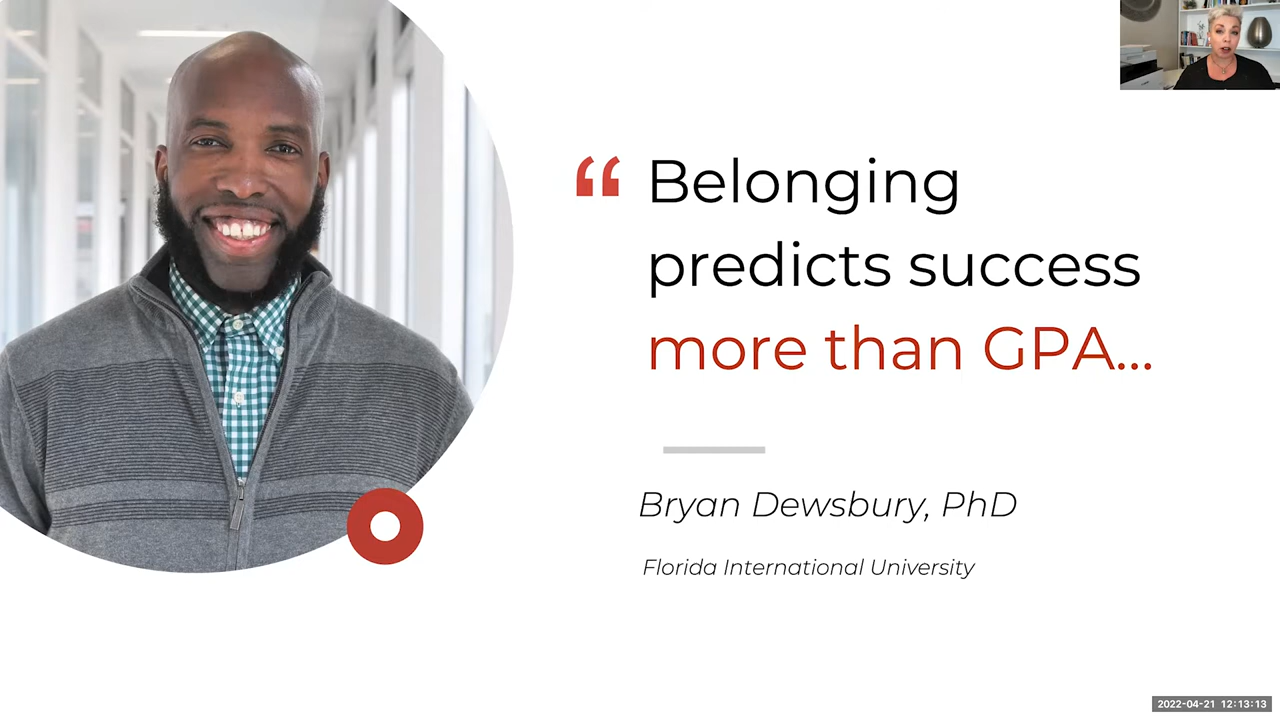 “ Belonging
predicts success
more than GPA...
Bryan Dewsbury, PhD
Florida International University
2022-04-21 12:13:13